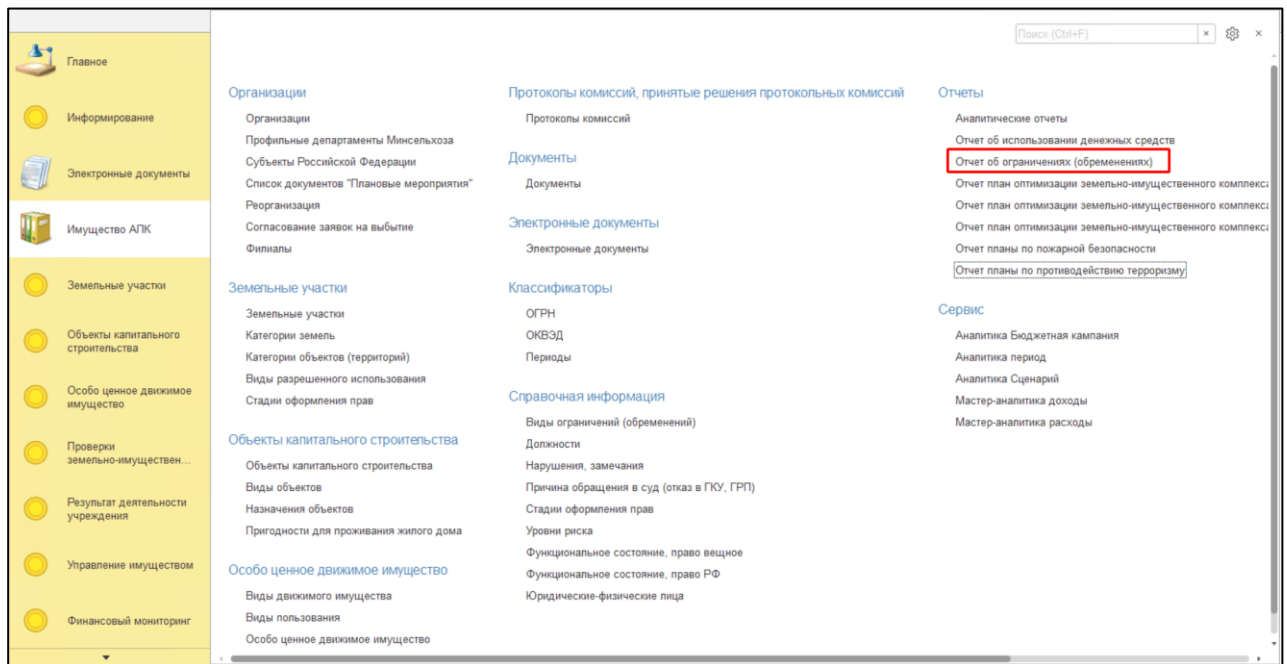 Поиск (Ctrl+F)
Главное
Информирование
Электронные документы
Имущество АПК
Земельные участки
Объекты капитального
строительства
Особо ценное движимое
имущество
Проверки
земельно-имуществен...
Результат деятельности
учреждения
Управление имуществом
Финансовый мониторинг
Организации
Организации
Профильные департаменты Минсельхоза
Субъекты Российской Федерации
Список документов "Плановые мероприятия"
Реорганизация
Согласование заявок на выбытие
Филиалы
Земельные участки
Земельные участки
Категории земель
Категории объектов (территорий)
Виды разрешенного использования
Стадии оформления прав
Объекты капитального строительства
Объекты капитального строительства
Виды объектов
Назначения объектов
Пригодности для проживания жилого дома
Особо ценное движимое имущество
Виды движимого имущества
Виды пользования
Особо ценное движимое имущество
Протоколы комиссий, принятые решения протокольных комиссий
Протоколы комиссий
Документы
Документы
Электронные документы
Электронные документы
Классификаторы
ОГРН
ОКВЭД
Периоды
Справочная информация
Виды ограничений (обременений)
Должности
Нарушения, замечания
Причина обращения в суд (отказ в ГКУ, ГРП)
Стадии оформления прав
Уровни риска
Функциональное состояние, право вещное
Функциональное состояние, право РФ
Юридические-физические лица
Отчеты
Аналитические отчеты
Отчет об использовании денежных средств
Отчет об ограничениях (обременениях)
Отчет план оптимизации земельно-имущественного комплекса
Отчет план оптимизации земельно-имущественного комплекса
Отчет план оптимизации земельно-имущественного комплекса
Отчет планы по пожарной безопасности
Отчет планы по противодействию терроризму
Сервис
Аналитика Бюджетная кампания
Аналитика период
Аналитика Сценарий
Мастер-аналитика доходы
Мастер-аналитика расходы